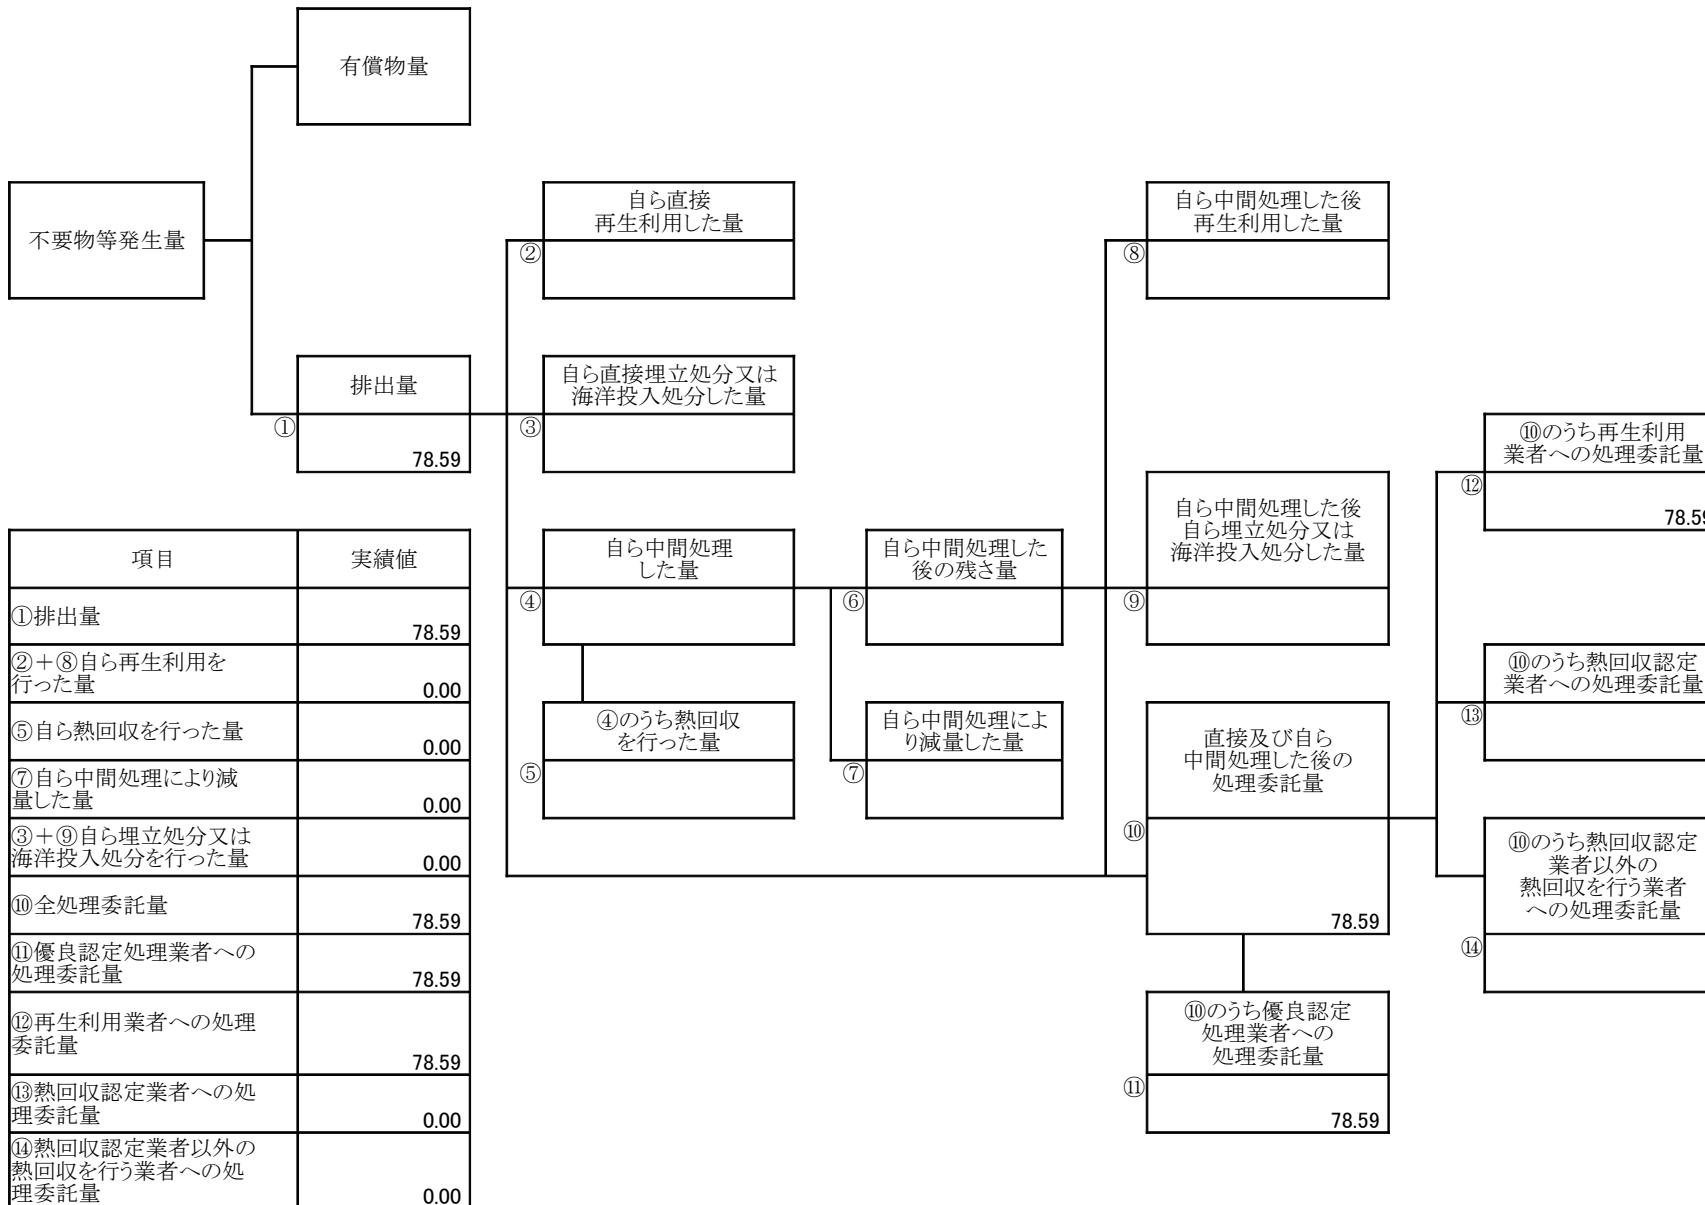 有償物量
不要物等発生量
自ら直接
再生利用した量
②
自ら中間処理した後
再生利用した量
⑧
排出量
①
78.59
自ら直接埋立処分又は
海洋投入処分した量
③
⑩のうち再生利用
業者への処理委託量
⑫
78.59
自ら中間処理
した量
④
自ら中間処理した
後の残さ量
⑥
自ら中間処理した後
自ら埋立処分又は
海洋投入処分した量
⑨
④のうち熱回収
を行った量
⑤
自ら中間処理によ
り減量した量
⑦
直接及び自ら
中間処理した後の
処理委託量
⑩
78.59
⑩のうち熱回収認定
業者への処理委託量
⑬
⑩のうち熱回収認定
業者以外の
熱回収を行う業者
への処理委託量
⑭
⑩のうち優良認定
処理業者への
処理委託量
⑪
78.59
項目 実績値
①排出量
78.59
②+⑧自ら再生利用を
行った量
0.00
⑤自ら熱回収を行った量
0.00
⑦自ら中間処理により減
量した量
0.00
③+⑨自ら埋立処分又は
海洋投入処分を行った量
0.00
⑩全処理委託量
78.59
⑪優良認定処理業者への
処理委託量
78.59
⑫再生利用業者への処理
委託量
78.59
⑬熱回収認定業者への処
理委託量
0.00
⑭熱回収認定業者以外の
熱回収を行う業者への処
理委託量
0.00